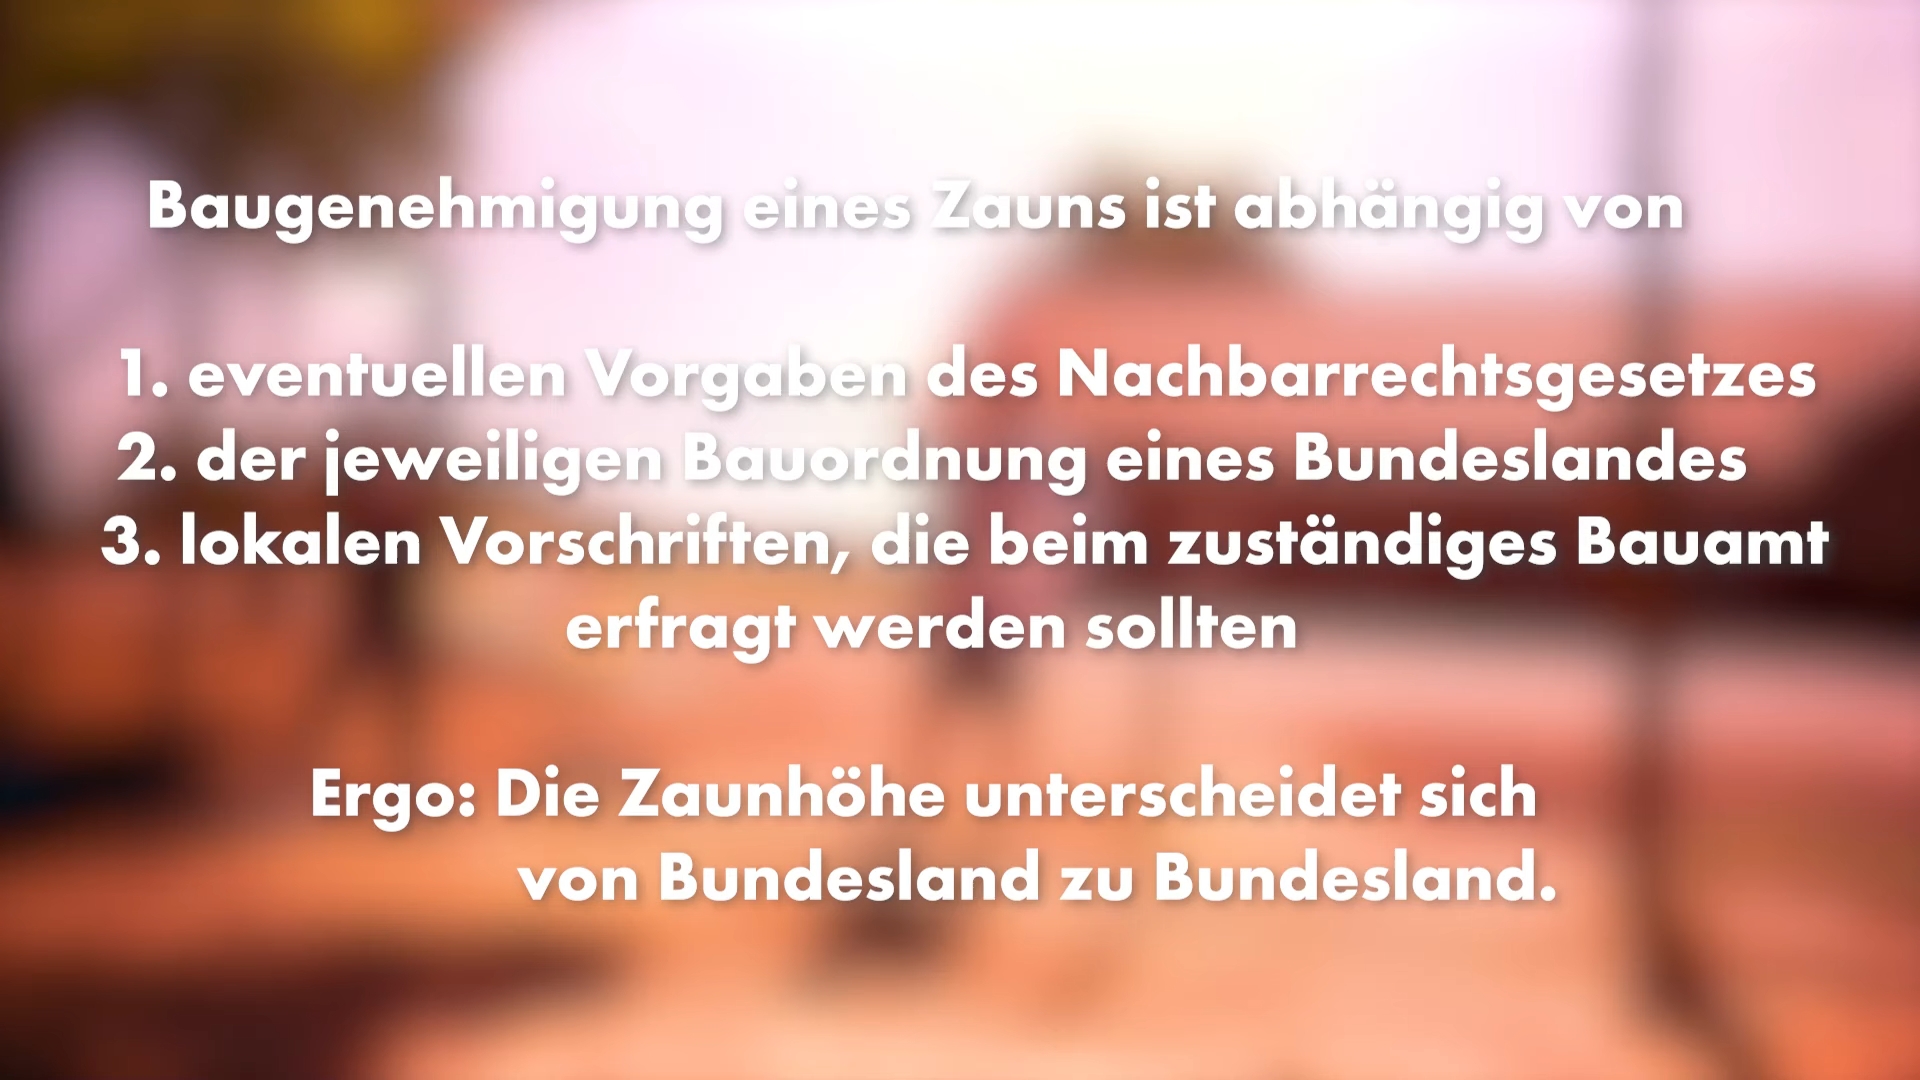 Baugenehmigung eines Zauns ist abhängig von
1. eventuellen Vorgaben des Nachbarrechtsgesetzes
2. der jeweiligen Bauordnung eines Bundeslandes
3. lokalen Vorschriften, die beim zuständiges Bauamt
erfragt werden sollten
Ergo: Die Zaunhöhe unterscheidet sich
von Bundesland zu Bundesland.